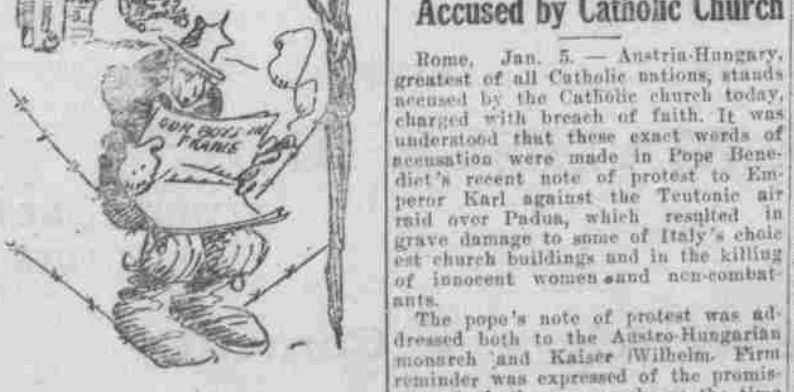 OUR BOYS IN
FRANCE
Accused by Catholic Church
Rome, Jan. 5. — Austria-Hungary,
greatest of all Catholic nations, stands
accused by the Catholic church today,
charged with breach of faith. It was
understood that these exact words of
accusation were made in Pope Bene-
dict's recent note of protest to Em-
peror Karl against the Teutonic air
raid over Padua, which resulted in
grave damage to some of Italy's choic
est church buildings and in the killing
of innocent women and non-combat-
ants.
The pope's note of protest was ad-
dressed both to the Austro-Hungarian
monarch and Kaiser Wilhelm. Firm
reminder was expressed of the promis-